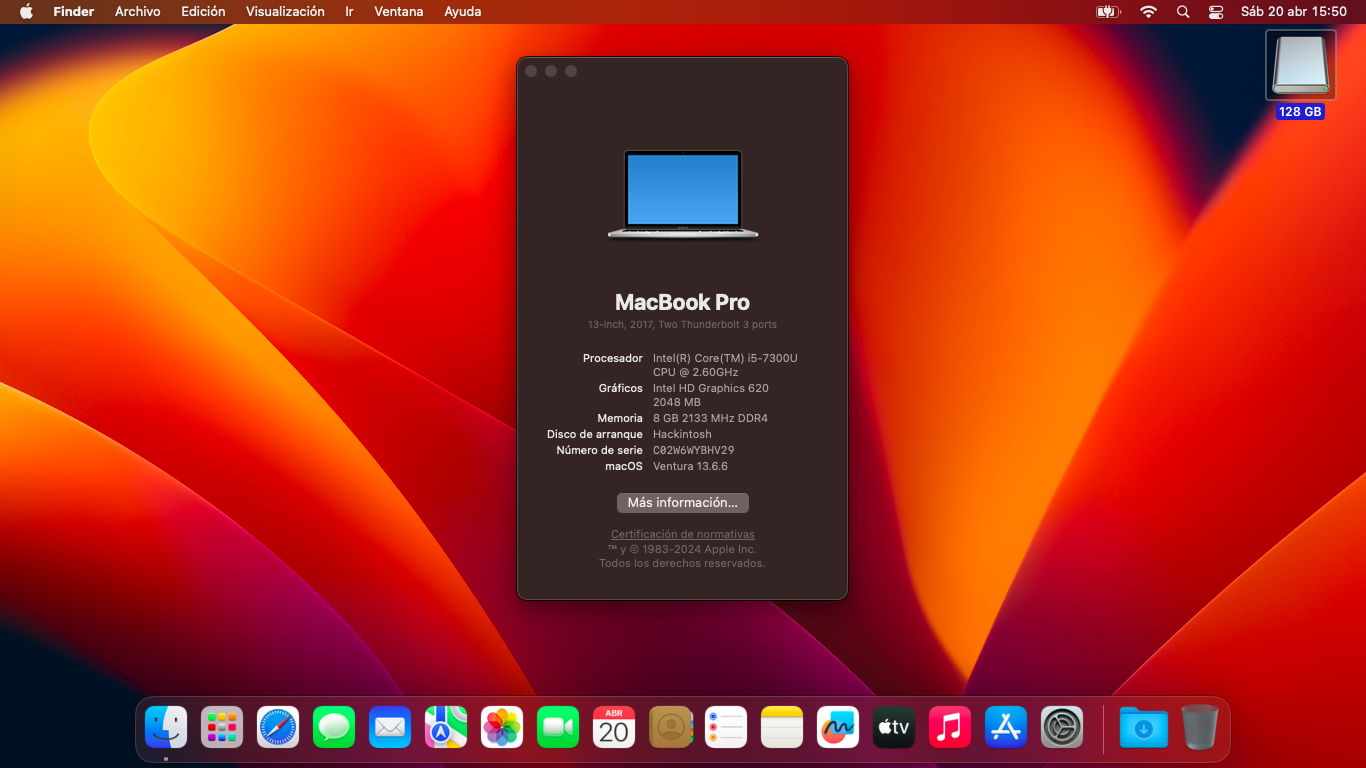 Finder Archivo Edición Visualización Ir Ventana Ayuda Sáb 20 abr 15:50
128 GB
MacBook Pro
13-inch, 2017, Two Thunderbolt 3 ports
Procesador Intel(R) Core(TM) i5-7300U
CPU @ 2.60GHz
Gráficos Intel HD Graphics 620
2048 MB
Memoria 8 GB 2133 MHz DDR4
Disco de arranque Hackintosh
Número de serie C02W6WYBHV29
macOS Ventura 13.6.6
Más información...
Certificación de normativas
™ y © 1983-2024 Apple Inc.
Todos los derechos reservados.
ABR
20
tv